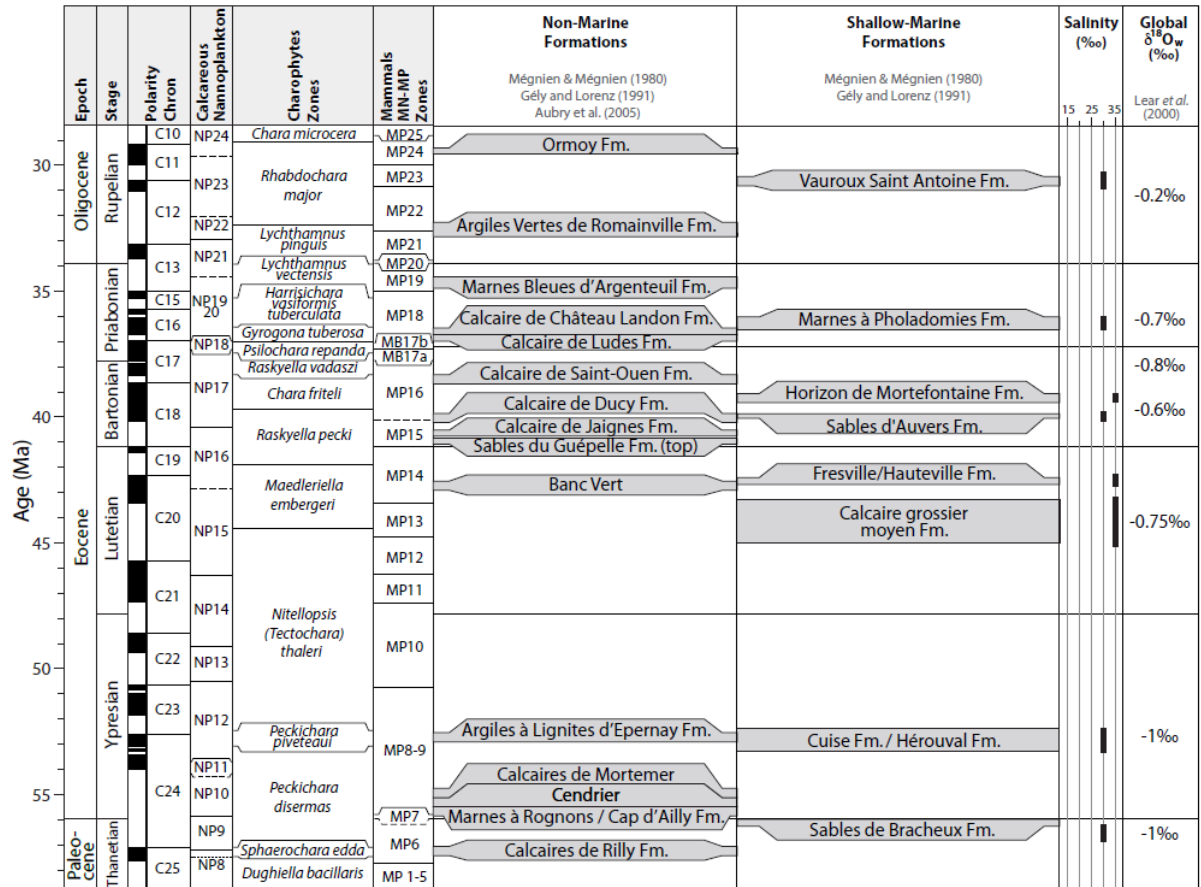 Epoch
Stage
Polarity
Chron
Calcareous
Nannoplankton
Charophytes
Zones
Mammals
MN-MP
Zones
Non-Marine
Formations
Mégnien & Mégnien (1980)
Gély and Lorenz (1991)
Aubry et al. (2005)
Shallow-Marine
Formations
Mégnien & Mégnien (1980)
Gély and Lorenz (1991)
Salinity
(‰)
15 25 35
Global
δ18Ow
(‰)
Lear et al.
(2000)
Age (Ma)
30
35
40
45
50
55
Oligocene
Eocene
Paleo-
cene
Rupelian
Priabonian
Bartonian
Lutetian
Ypresian
Thanetian
C10
C11
C12
C13
C15
C16
C17
C18
C19
C20
C21
C22
C23
C24
C25
NP24
NP23
NP22
NP21
NP19
20
NP18
NP17
NP16
NP15
NP14
NP13
NP12
NP11
NP10
NP9
NP8
Chara microcera
Rhabdochara
major
Lychthamnus
pinguis
Lychthamnus
vectensis
Harrisichara
vasiformis
tuberculata
Gyrogona tuberosa
Psilochara repanda
Raskyella vadaszi
Chara friteli
Raskyella pecki
Maedleriella
embergeri
Nitellopsis
(Tectochara)
thaleri
Peckichara
piveteaui
Peckichara
disermas
Sphaerochara edda
Dughiella bacillaris
MP25
MP24
MP23
MP22
MP21
MP20
MP19
MP18
MB17b
MB17a
MP16
MP15
MP14
MP13
MP12
MP11
MP10
MP8-9
MP7
MP6
MP 1-5
Ormoy Fm.
Argiles Vertes de Romainville Fm.
Marnes Bleues d'Argenteuil Fm.
Calcaire de Château Landon Fm.
Calcaire de Ludes Fm.
Calcaire de Saint-Ouen Fm.
Calcaire de Ducy Fm.
Calcaire de Jaignes Fm.
Sables du Guépelle Fm. (top)
Banc Vert
Argiles à Lignites d'Epernay Fm.
Calcaires de Mortemer
Cendrier
Marnes à Rognons / Cap d'Ailly Fm.
Calcaires de Rilly Fm.
Vauroux Saint Antoine Fm.
Marnes à Pholadomies Fm.
Horizon de Mortefontaine Fm.
Sables d'Auvers Fm.
Fresville/Hauteville Fm.
Calcaire grossier
moyen Fm.
Cuise Fm. / Hérouval Fm.
Sables de Bracheux Fm.
-0.2‰
-0.7‰
-0.8‰
-0.6‰
-0.75‰
-1‰
-1‰